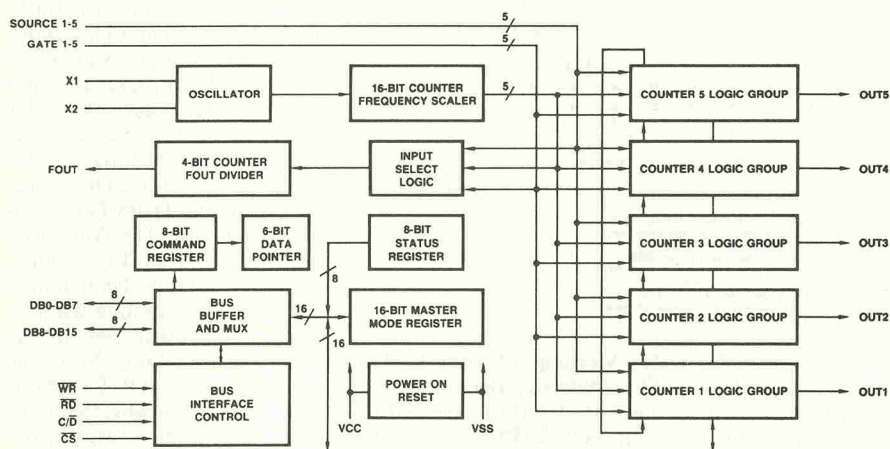 SOURCE 1-5
GATE 1-5
5
5
X1
X2
OSCILLATOR
16-BIT COUNTER
FREQUENCY SCALER
5
COUNTER 5 LOGIC GROUP
OUT5
FOUT
4-BIT COUNTER
FOUT DIVIDER
INPUT
SELECT
LOGIC
COUNTER 4 LOGIC GROUP
OUT4
8-BIT
COMMAND
REGISTER
6-BIT
DATA
POINTER
8-BIT
STATUS
REGISTER
8
COUNTER 3 LOGIC GROUP
OUT3
DB0-DB7
8
DB8-DB15
8
BUS
BUFFER
AND MUX
16
16
16-BIT MASTER
MODE REGISTER
COUNTER 2 LOGIC GROUP
OUT2
W̅R̅
R̅D̅
C/D̅
C̅S̅
BUS
INTERFACE
CONTROL
POWER ON
RESET
VCC
VSS
COUNTER 1 LOGIC GROUP
OUT1